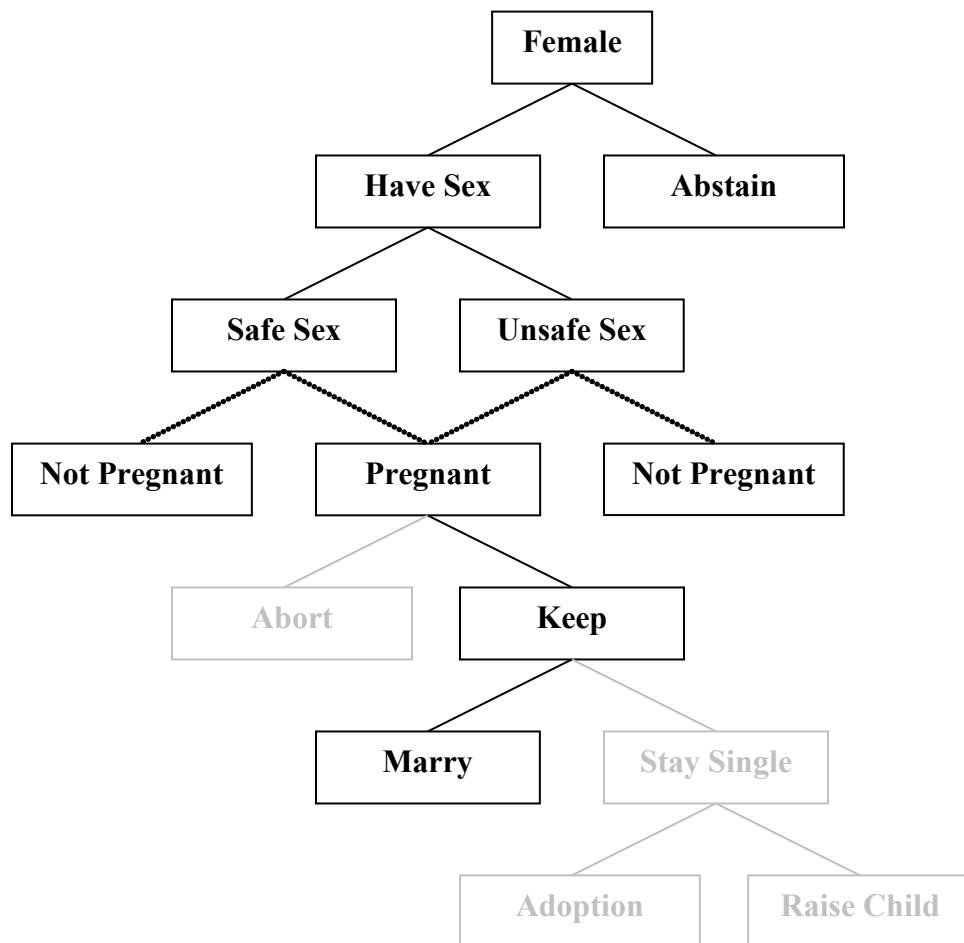 Female
Have Sex
Abstain
Safe Sex
Unsafe Sex
Not Pregnant
Pregnant
Not Pregnant
Abort
Keep
Marry
Stay Single
Adoption
Raise Child